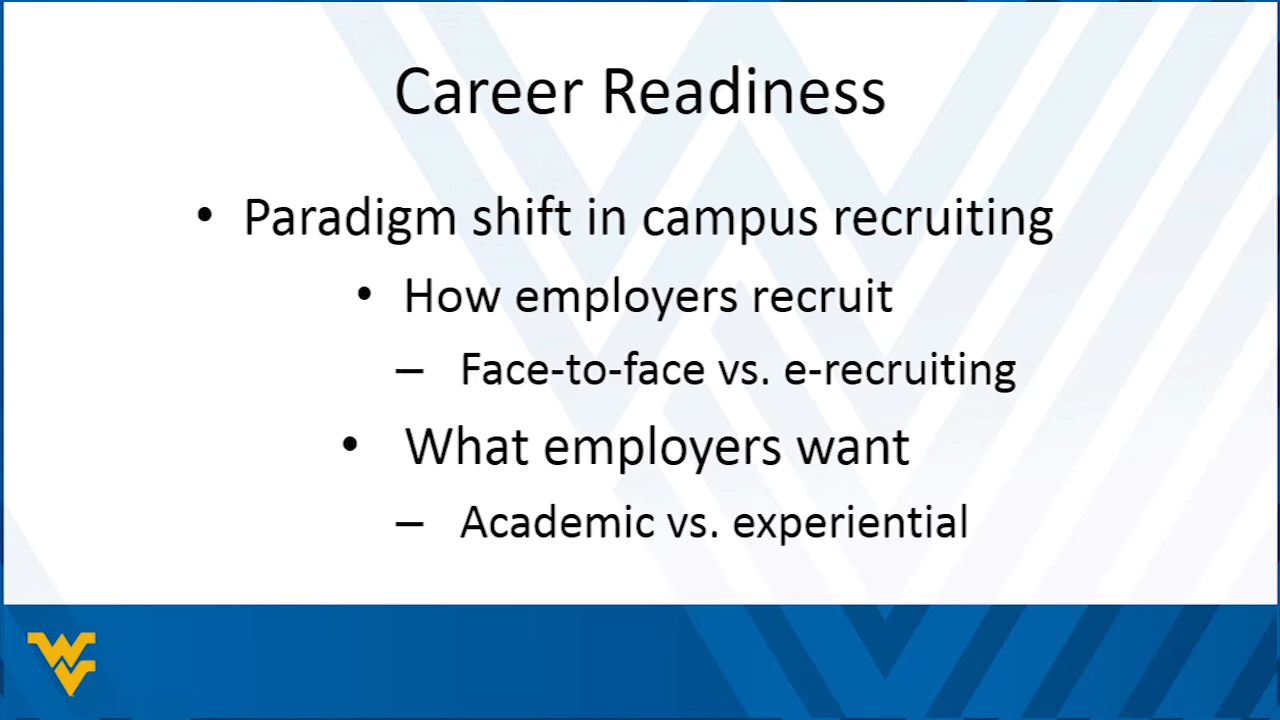 Career Readiness
• Paradigm shift in campus recruiting
• How employers recruit
– Face-to-face vs. e-recruiting
• What employers want
– Academic vs. experiential
WV